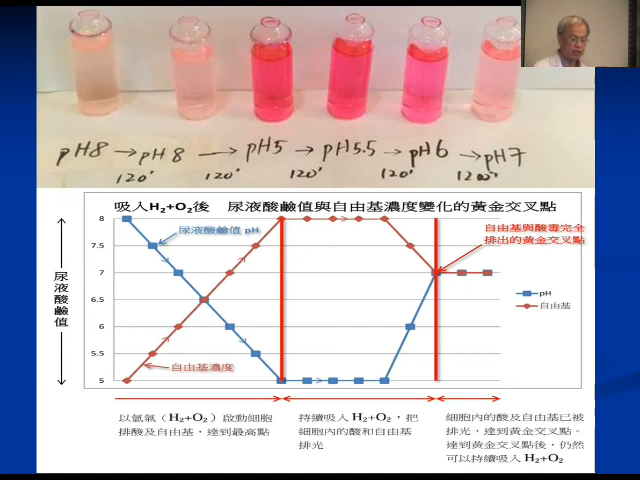 pH8 → pH8 → pH5 → pH5.5 → pH6 → pH7
120' 120' 120' 120' 1200'
吸入H₂+O₂後 尿液酸鹼值與自由基濃度變化的黃金交叉點
尿液酸鹼值
8
7.5
7
6.5
6
5.5
5
尿液酸鹼值 pH
自由基濃度
自由基與酸毒完全
排出的黃金交叉點
pH
自由基
以氫氣（H₂+O₂）啟動細胞
排酸及自由基，達到最高點
持續吸入 H₂+O₂，把
細胞內的酸和自由基
排光
細胞內的酸及自由基已被
排光，達到黃金交叉點。
達到黃金交叉點後，仍然
可以持續吸入 H₂+O₂